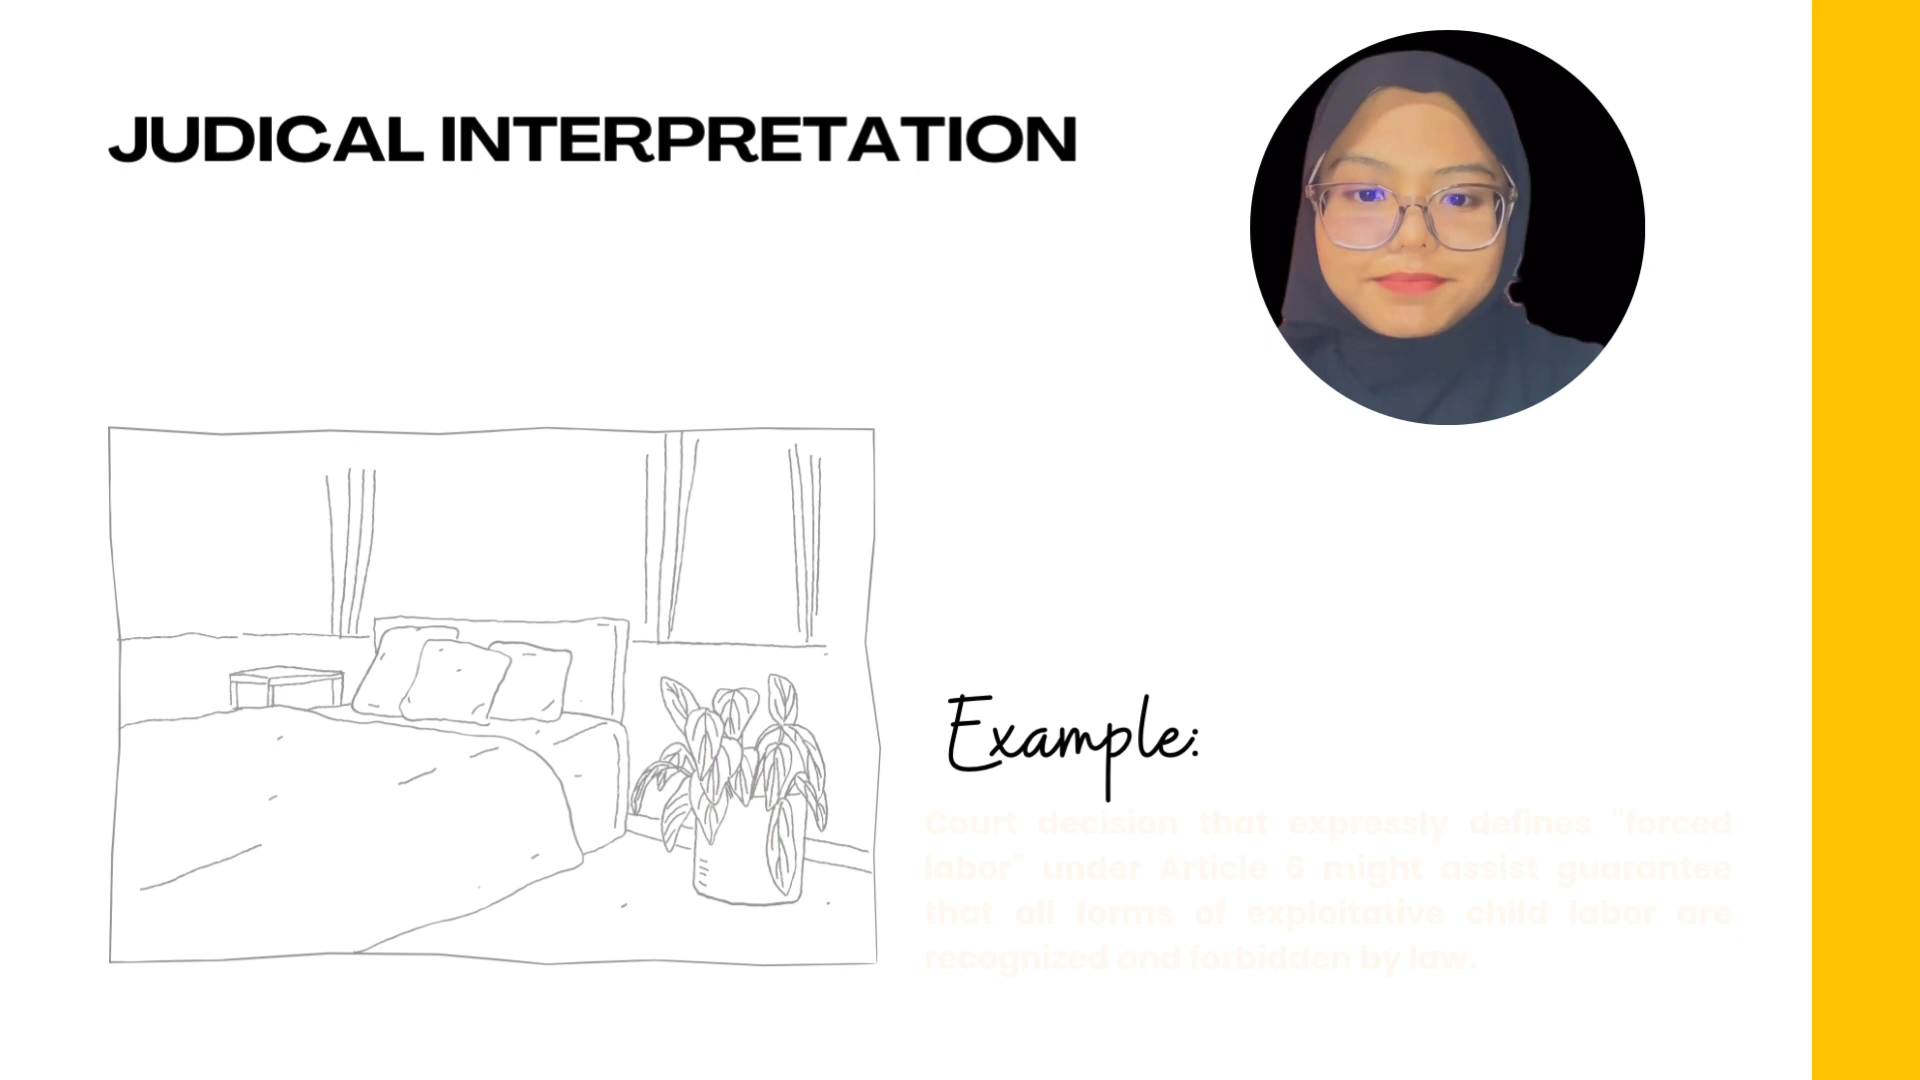 JUDICAL INTERPRETATION
Example:
Court decision that expressly defines "forced
labor" under Article 6 might assist guarantee
that all forms of exploitative child labor are
recognized and forbidden by law.